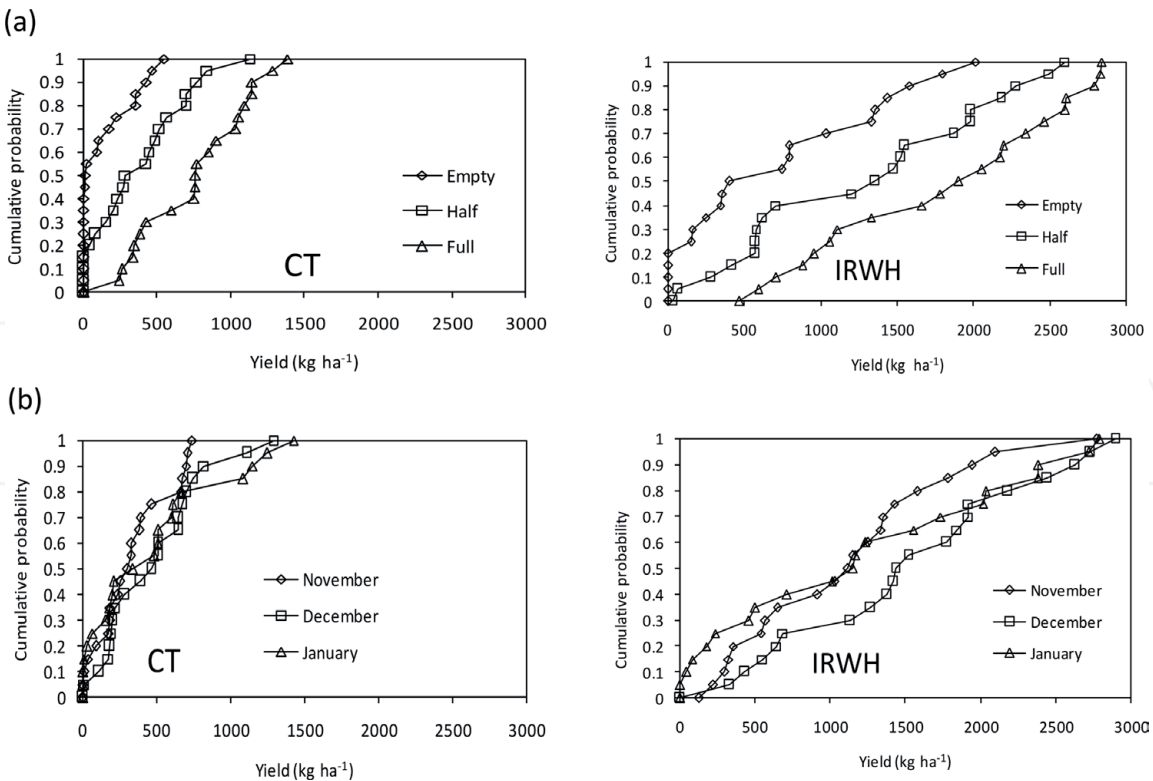 (a)
Cumulative probability
1
0.9
0.8
0.7
0.6
0.5
0.4
0.3
0.2
0.1
0
Empty
Half
Full
CT
0 500 1000 1500 2000 2500 3000
Yield (kg ha-1)
Cumulative probability
1
0.9
0.8
0.7
0.6
0.5
0.4
0.3
0.2
0.1
0
Empty
Half
Full
IRWH
0 500 1000 1500 2000 2500 3000
Yield (kg ha-1)
(b)
Cumulative probability
1
0.9
0.8
0.7
0.6
0.5
0.4
0.3
0.2
0.1
0
November
December
January
CT
0 500 1000 1500 2000 2500 3000
Yield (kg ha-1)
Cumulative probability
1
0.9
0.8
0.7
0.6
0.5
0.4
0.3
0.2
0.1
0
November
December
January
IRWH
0 500 1000 1500 2000 2500 3000
Yield (kg ha-1)